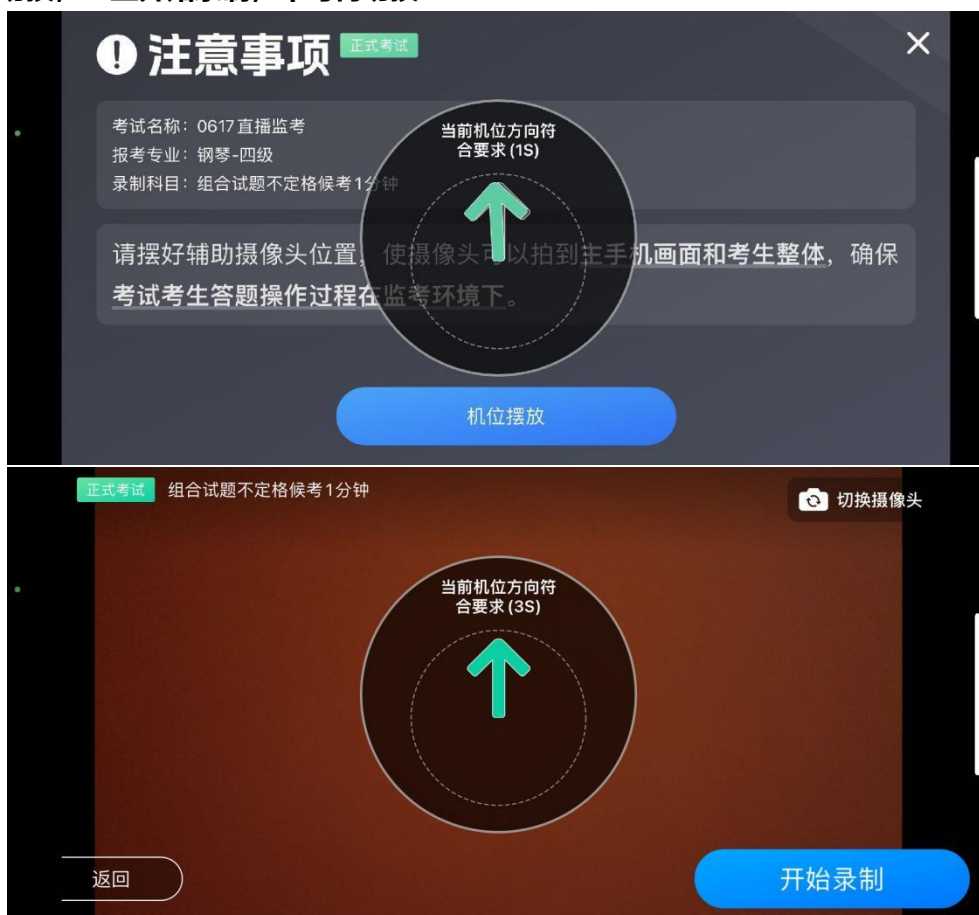 注意事项 正式考试
考试名称：0617直播监考
报考专业：钢琴-四级
录制科目：组合试题不定格候考1分钟
当前机位方向符
合要求(1S)
请摆好辅助摄像头位置，使摄像头可以拍到主手机画面和考生整体，确保
考试考生答题操作过程在监考环境下。
机位摆放
正式考试 组合试题不定格候考1分钟
切换摄像头
当前机位方向符
合要求(3S)
返回
开始录制